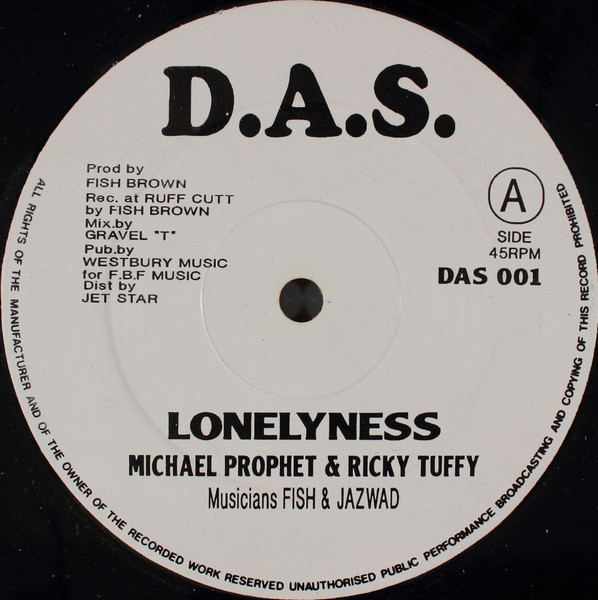 D.A.S.
Prod by
FISH BROWN
Rec. at RUFF CUTT
by FISH BROWN
Mix.by
GRAVEL "T"
Pub.by
WESTBURY MUSIC
for F.B.F MUSIC
Dist by
JET STAR
A
SIDE
45RPM
DAS 001
LONELYNESS
MICHAEL PROPHET & RICKY TUFFY
Musicians FISH & JAZWAD
ALL RIGHTS OF THE MANUFACTURER AND OF THE OWNER OF THE RECORDED WORK RESERVED UNAUTHORISED PUBLIC PERFORMANCE BROADCASTING AND COPYING OF THIS RECORD PROHIBITED